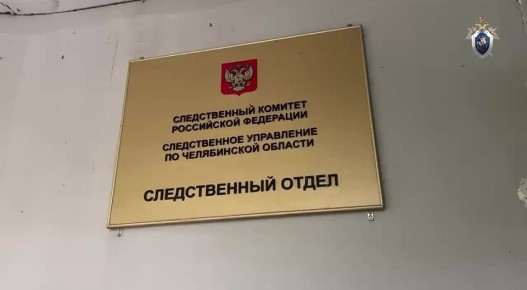 СЛЕДСТВЕННЫЙ КОМИТЕТ
РОССИЙСКОЙ ФЕДЕРАЦИИ
СЛЕДСТВЕННОЕ УПРАВЛЕНИЕ
ПО ЧЕЛЯБИНСКОЙ ОБЛАСТИ
СЛЕДСТВЕННЫЙ ОТДЕЛ